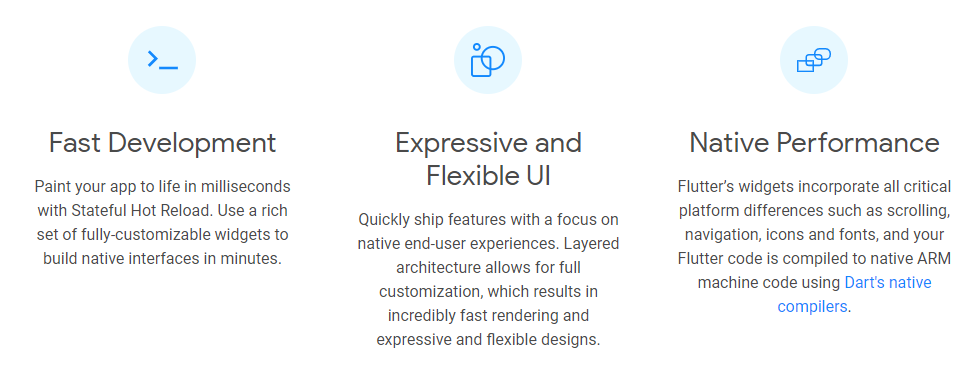 Fast Development
Paint your app to life in milliseconds
with Stateful Hot Reload. Use a rich
set of fully-customizable widgets to
build native interfaces in minutes.
Expressive and
Flexible UI
Quickly ship features with a focus on
native end-user experiences. Layered
architecture allows for full
customization, which results in
incredibly fast rendering and
expressive and flexible designs.
Native Performance
Flutter’s widgets incorporate all critical
platform differences such as scrolling,
navigation, icons and fonts, and your
Flutter code is compiled to native ARM
machine code using Dart's native
compilers.